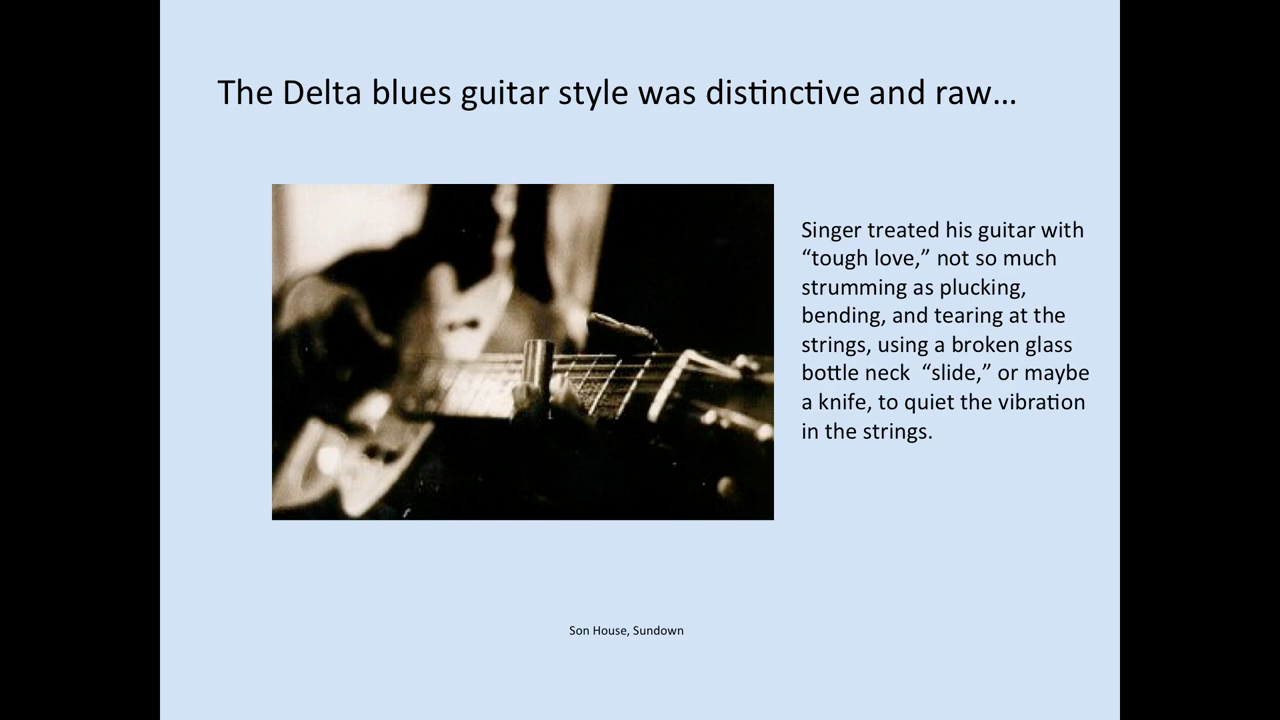 The Delta blues guitar style was distinctive and raw…
Singer treated his guitar with
“tough love,” not so much
strumming as plucking,
bending, and tearing at the
strings, using a broken glass
bottle neck  “slide,” or maybe
a knife, to quiet the vibration
in the strings.
Son House, Sundown